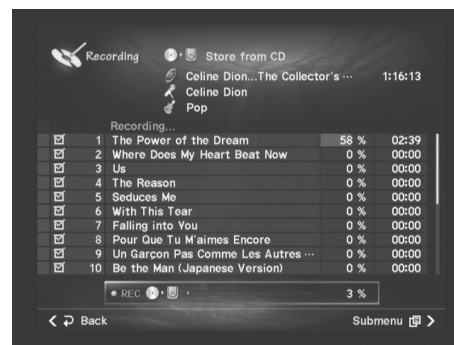 Recording Store from CD
Celine Dion...The Collector's ... 1:16:13
Celine Dion
Pop
Recording...
1 The Power of the Dream 58 % 02:39
2 Where Does My Heart Beat Now 0 % 00:00
3 Us 0 % 00:00
4 The Reason 0 % 00:00
5 Seduces Me 0 % 00:00
6 With This Tear 0 % 00:00
7 Falling into You 0 % 00:00
8 Pour Que Tu M'aimes Encore 0 % 00:00
9 Un Garcon Pas Comme Les Autres ... 0 % 00:00
10 Be the Man (Japanese Version) 0 % 00:00
REC 3 %
Back Submenu